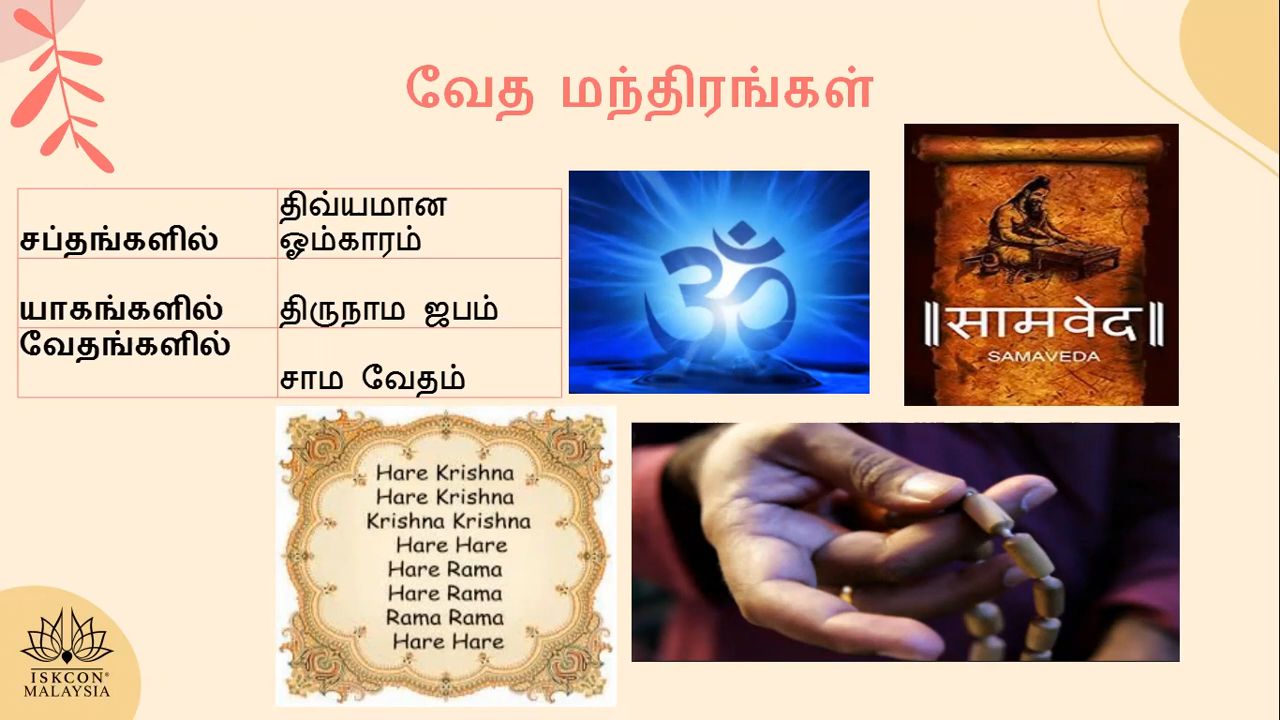 வேத மந்திரங்கள்
சப்தங்களில்
திவ்யமான
ஓம்காரம்
யாகங்களில்
திருநாம ஜபம்
வேதங்களில்
சாம வேதம்
ॐ
॥सामवेद॥
SAMAVEDA
Hare Krishna
Hare Krishna
Krishna Krishna
Hare Hare
Hare Rama
Hare Rama
Rama Rama
Hare Hare
ISKCON®
MALAYSIA